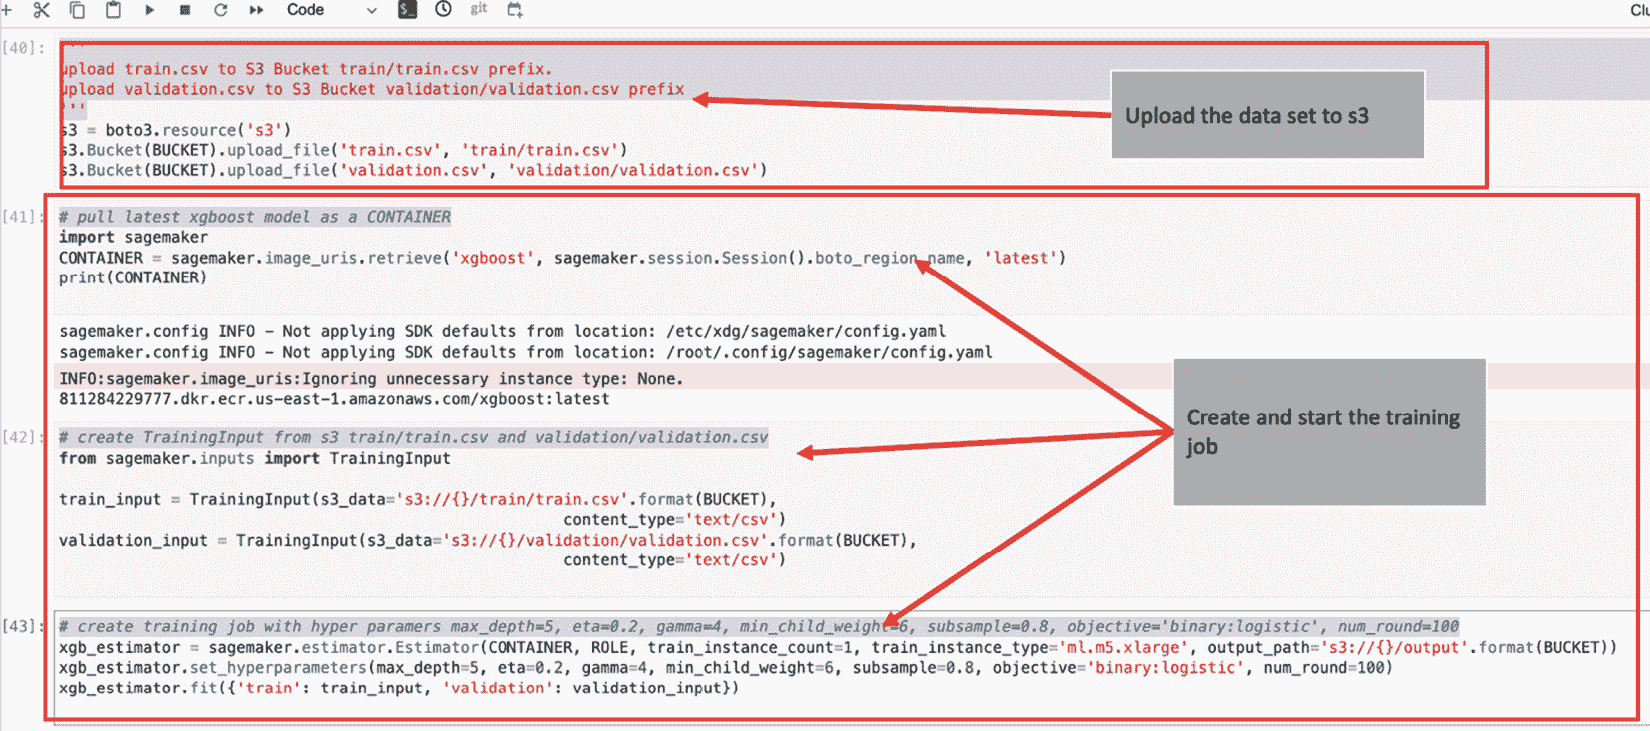 Code
git
Clu
[40]:
'''
upload train.csv to S3 Bucket train/train.csv prefix.
upload validation.csv to S3 Bucket validation/validation.csv prefix
'''
s3 = boto3.resource('s3')
s3.Bucket(BUCKET).upload_file('train.csv', 'train/train.csv')
s3.Bucket(BUCKET).upload_file('validation.csv', 'validation/validation.csv')
Upload the data set to s3
[41]:
# pull latest xgboost model as a CONTAINER
import sagemaker
CONTAINER = sagemaker.image_uris.retrieve('xgboost', sagemaker.session.Session().boto_region_name, 'latest')
print(CONTAINER)
sagemaker.config INFO - Not applying SDK defaults from location: /etc/xdg/sagemaker/config.yaml
sagemaker.config INFO - Not applying SDK defaults from location: /root/.config/sagemaker/config.yaml
INFO:sagemaker.image_uris:Ignoring unnecessary instance type: None.
811284229777.dkr.ecr.us-east-1.amazonaws.com/xgboost:latest
Create and start the training
job
[42]:
# create TrainingInput from s3 train/train.csv and validation/validation.csv
from sagemaker.inputs import TrainingInput
train_input = TrainingInput(s3_data='s3://{}/train/train.csv'.format(BUCKET),
content_type='text/csv')
validation_input = TrainingInput(s3_data='s3://{}/validation/validation.csv'.format(BUCKET),
content_type='text/csv')
[43]:
# create training job with hyper paramers max_depth=5, eta=0.2, gamma=4, min_child_weight=6, subsample=0.8, objective='binary:logistic', num_round=100
xgb_estimator = sagemaker.estimator.Estimator(CONTAINER, ROLE, train_instance_count=1, train_instance_type='ml.m5.xlarge', output_path='s3://{}/output'.format(BUCKET))
xgb_estimator.set_hyperparameters(max_depth=5, eta=0.2, gamma=4, min_child_weight=6, subsample=0.8, objective='binary:logistic', num_round=100)
xgb_estimator.fit({'train': train_input, 'validation': validation_input})